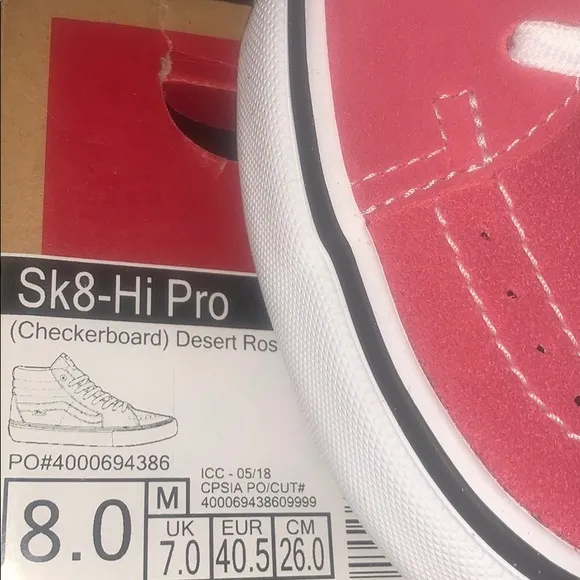 Sk8-Hi Pro
(Checkerboard) Desert Ros
PO#4000694386
ICC - 05/18
CPSIA PO/CUT#
400069438609999
8.0
M
UK EUR CM
7.0 40.5 26.0